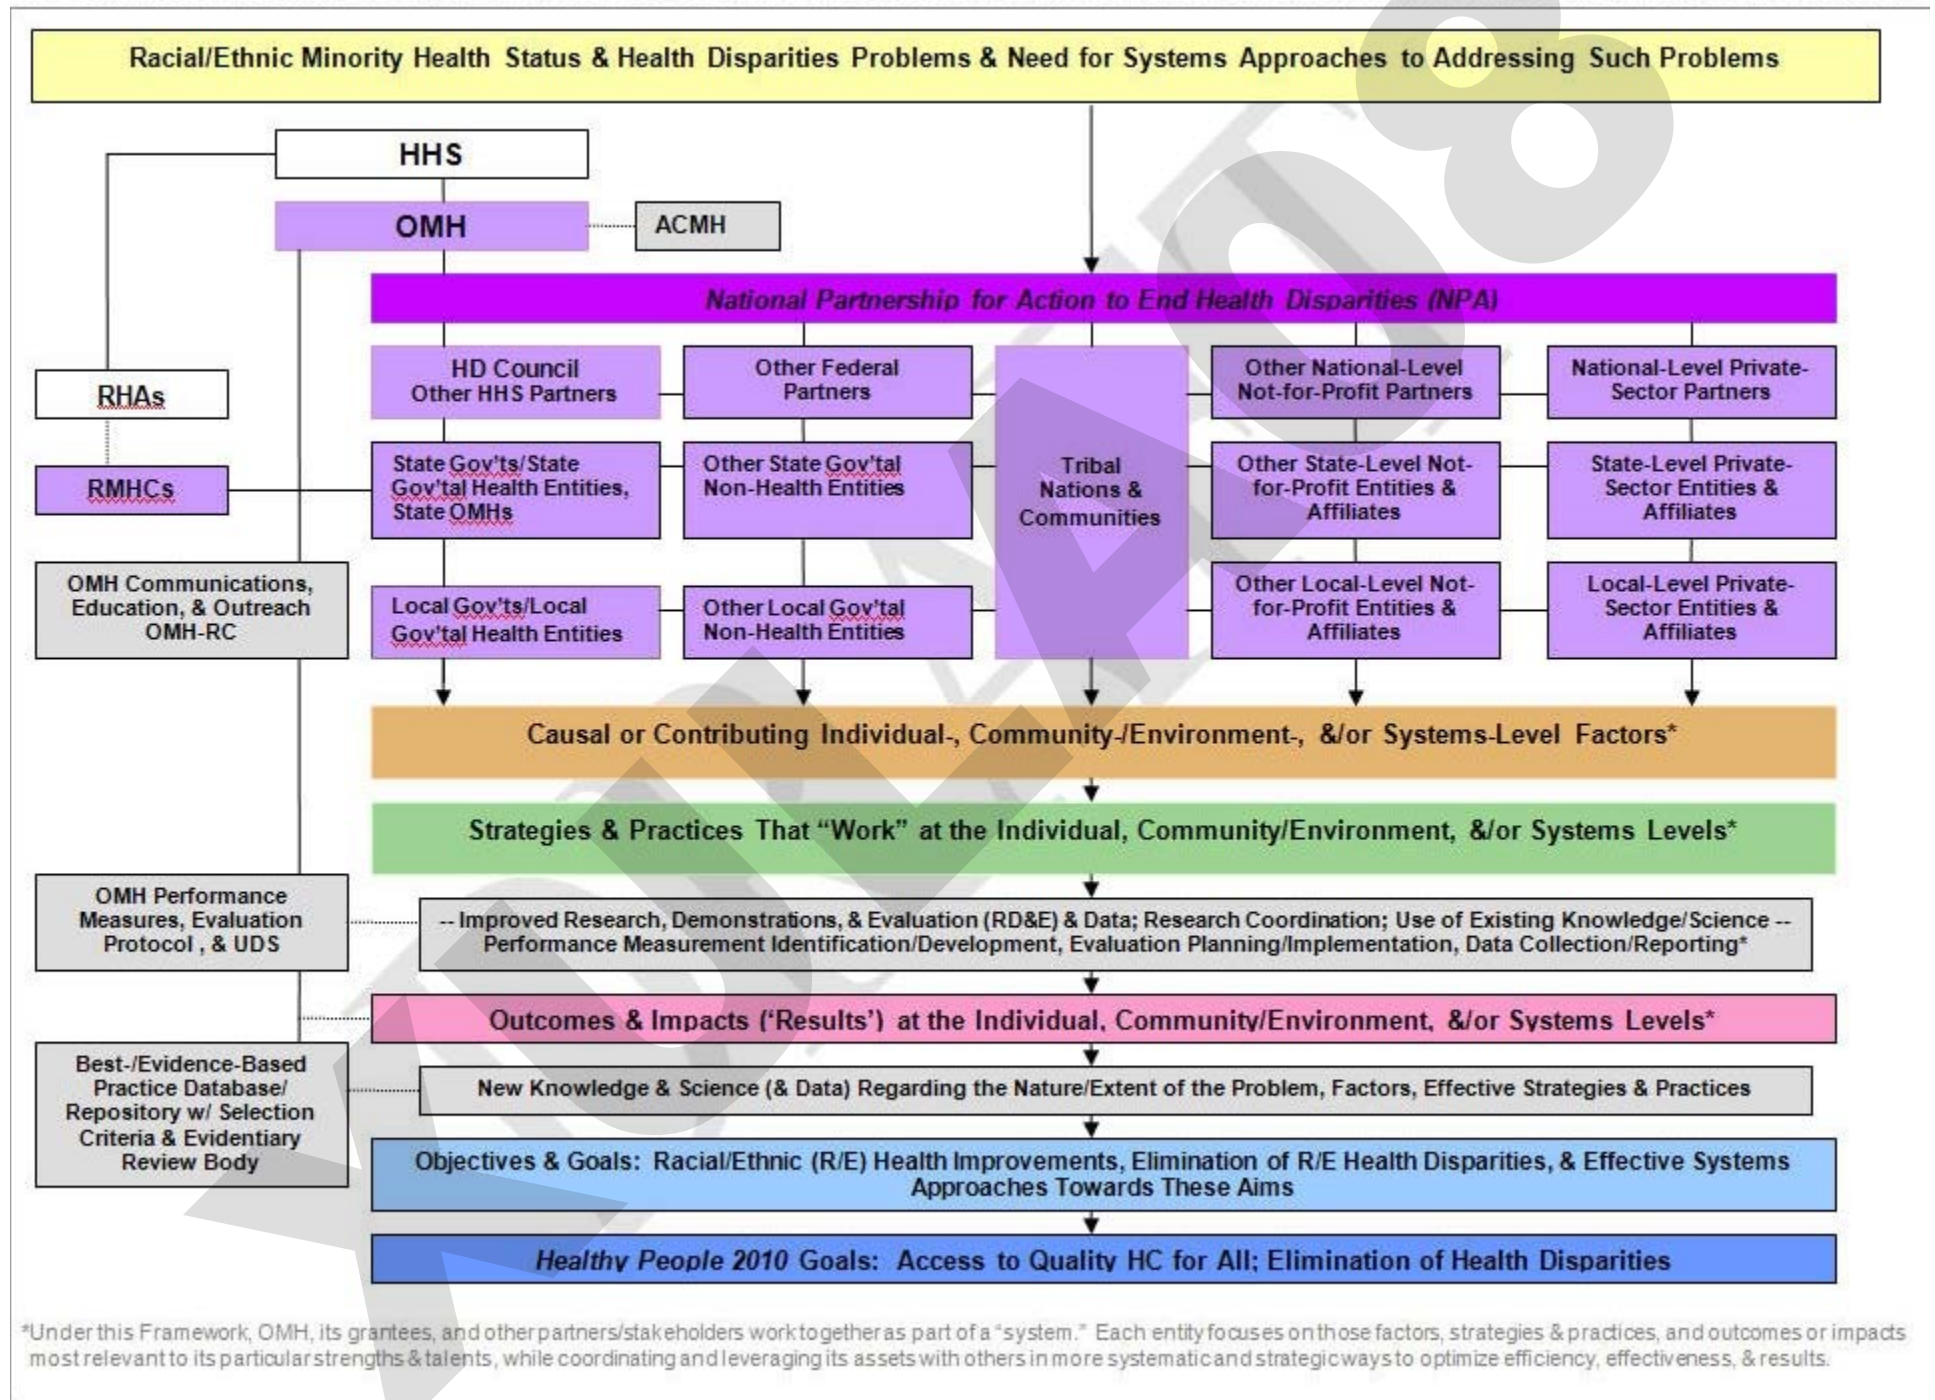 Racial/Ethnic Minority Health Status & Health Disparities Problems & Need for Systems Approaches to Addressing Such Problems
HHS
OMH
ACMH
National Partnership for Action to End Health Disparities (NPA)
HD Council
Other HHS Partners
Other Federal
Partners
Other National-Level
Not-for-Profit Partners
National-Level Private-
Sector Partners
RHAs
RMHCs
State Gov'ts/State
Gov'tal Health Entities,
State OMHs
Other State Gov'tal
Non-Health Entities
Tribal
Nations &
Communities
Other State-Level Not-
for-Profit Entities &
Affiliates
State-Level Private-
Sector Entities &
Affiliates
OMH Communications,
Education, & Outreach
OMH-RC
Local Gov'ts/Local
Gov'tal Health Entities
Other Local Gov'tal
Non-Health Entities
Other Local-Level Not-
for-Profit Entities &
Affiliates
Local-Level Private-
Sector Entities &
Affiliates
Causal or Contributing Individual-, Community-/Environment-, &/or Systems-Level Factors*
Strategies & Practices That “Work” at the Individual, Community/Environment, &/or Systems Levels*
OMH Performance
Measures, Evaluation
Protocol , & UDS
-- Improved Research, Demonstrations, & Evaluation (RD&E) & Data; Research Coordination; Use of Existing Knowledge/Science --
Performance Measurement Identification/Development, Evaluation Planning/Implementation, Data Collection/Reporting*
Outcomes & Impacts (‘Results’) at the Individual, Community/Environment, &/or Systems Levels*
Best-/Evidence-Based
Practice Database/
Repository w/ Selection
Criteria & Evidentiary
Review Body
New Knowledge & Science (& Data) Regarding the Nature/Extent of the Problem, Factors, Effective Strategies & Practices
Objectives & Goals: Racial/Ethnic (R/E) Health Improvements, Elimination of R/E Health Disparities, & Effective Systems
Approaches Towards These Aims
Healthy People 2010 Goals: Access to Quality HC for All; Elimination of Health Disparities
*Under this Framework, OMH, its grantees, and other partners/stakeholders work together as part of a “system.” Each entity focuses on those factors, strategies & practices, and outcomes or impacts
most relevant to its particular strengths & talents, while coordinating and leveraging its assets with others in more systematic and strategic ways to optimize efficiency, effectiveness, & results.
XULA08